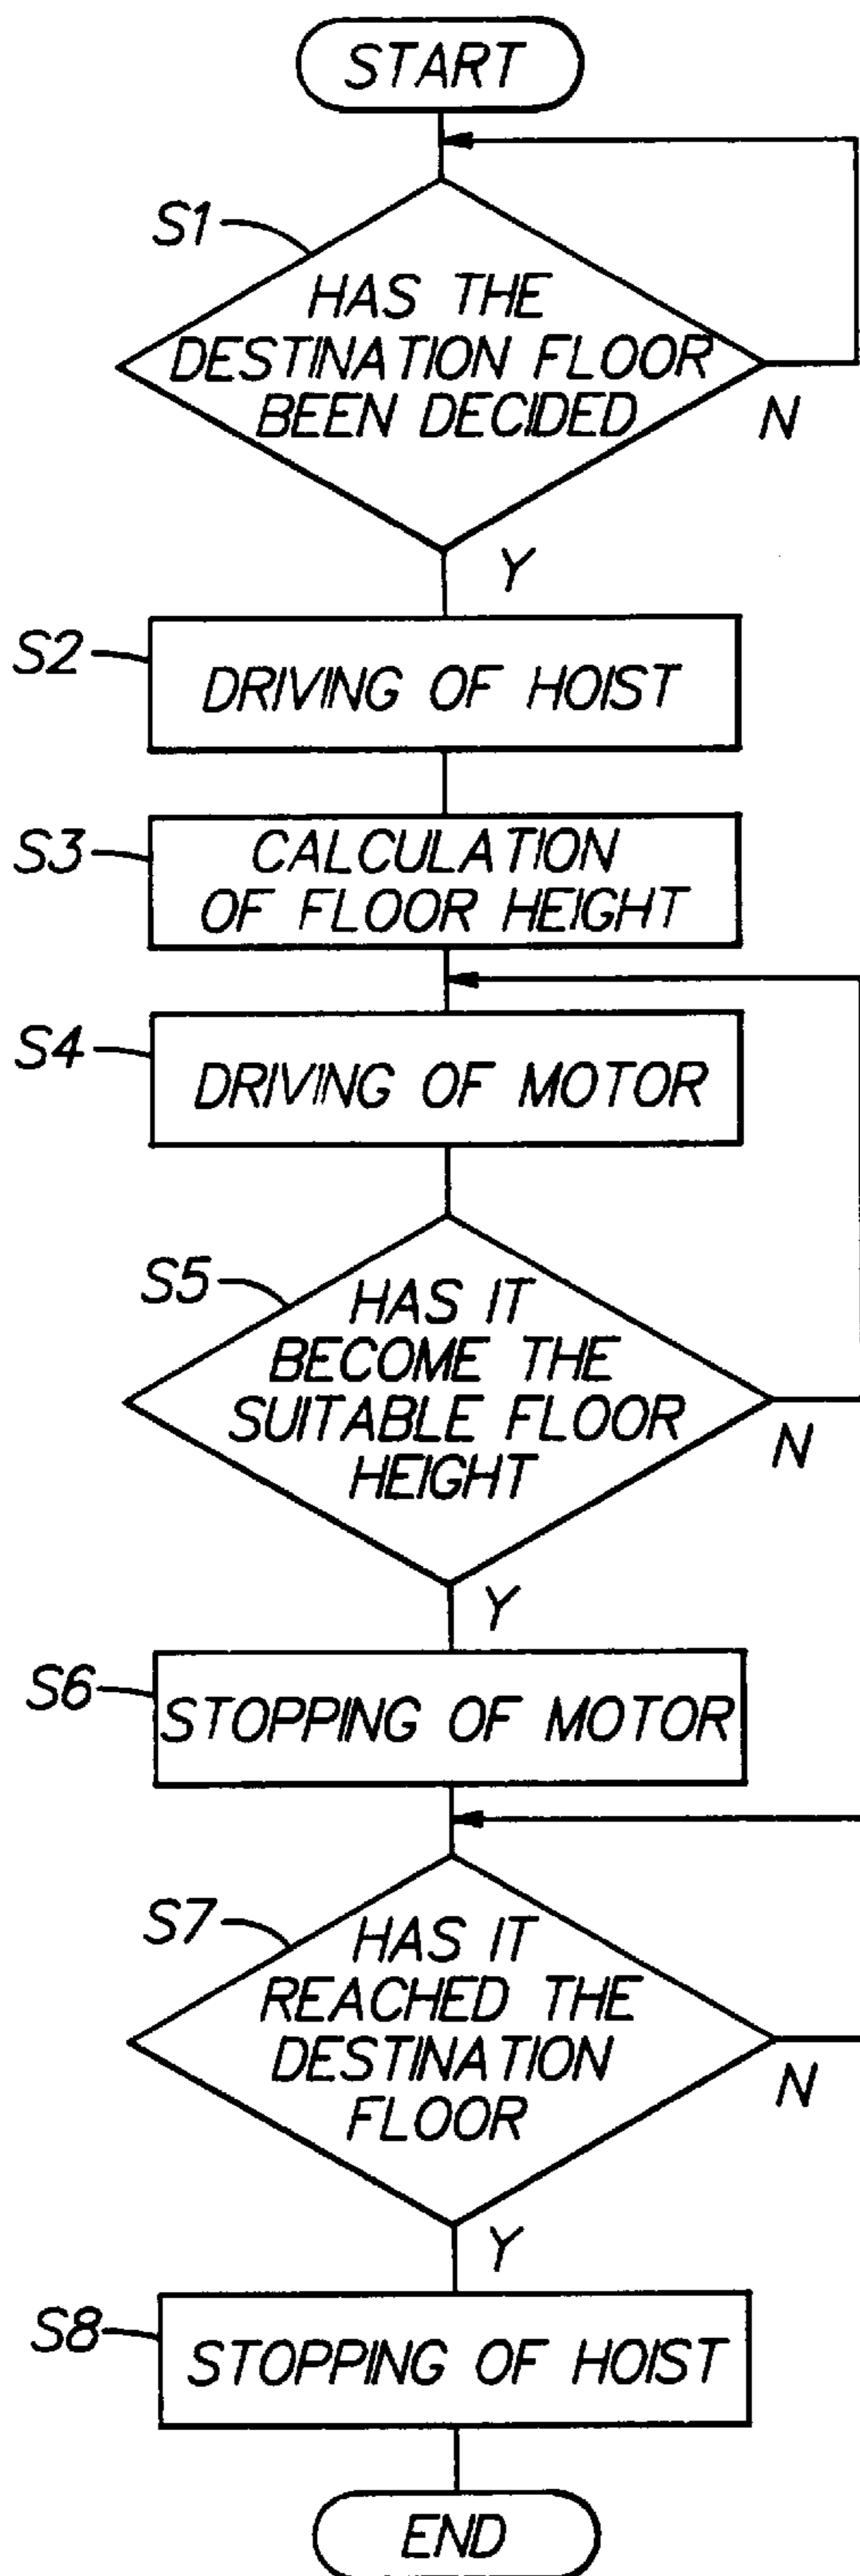 START
S1
HAS THE
DESTINATION FLOOR
BEEN DECIDED
N
Y
S2
DRIVING OF HOIST
S3
CALCULATION
OF FLOOR HEIGHT
S4
DRIVING OF MOTOR
S5
HAS IT
BECOME THE
SUITABLE FLOOR
HEIGHT
N
Y
S6
STOPPING OF MOTOR
S7
HAS IT
REACHED THE
DESTINATION
FLOOR
N
Y
S8
STOPPING OF HOIST
END